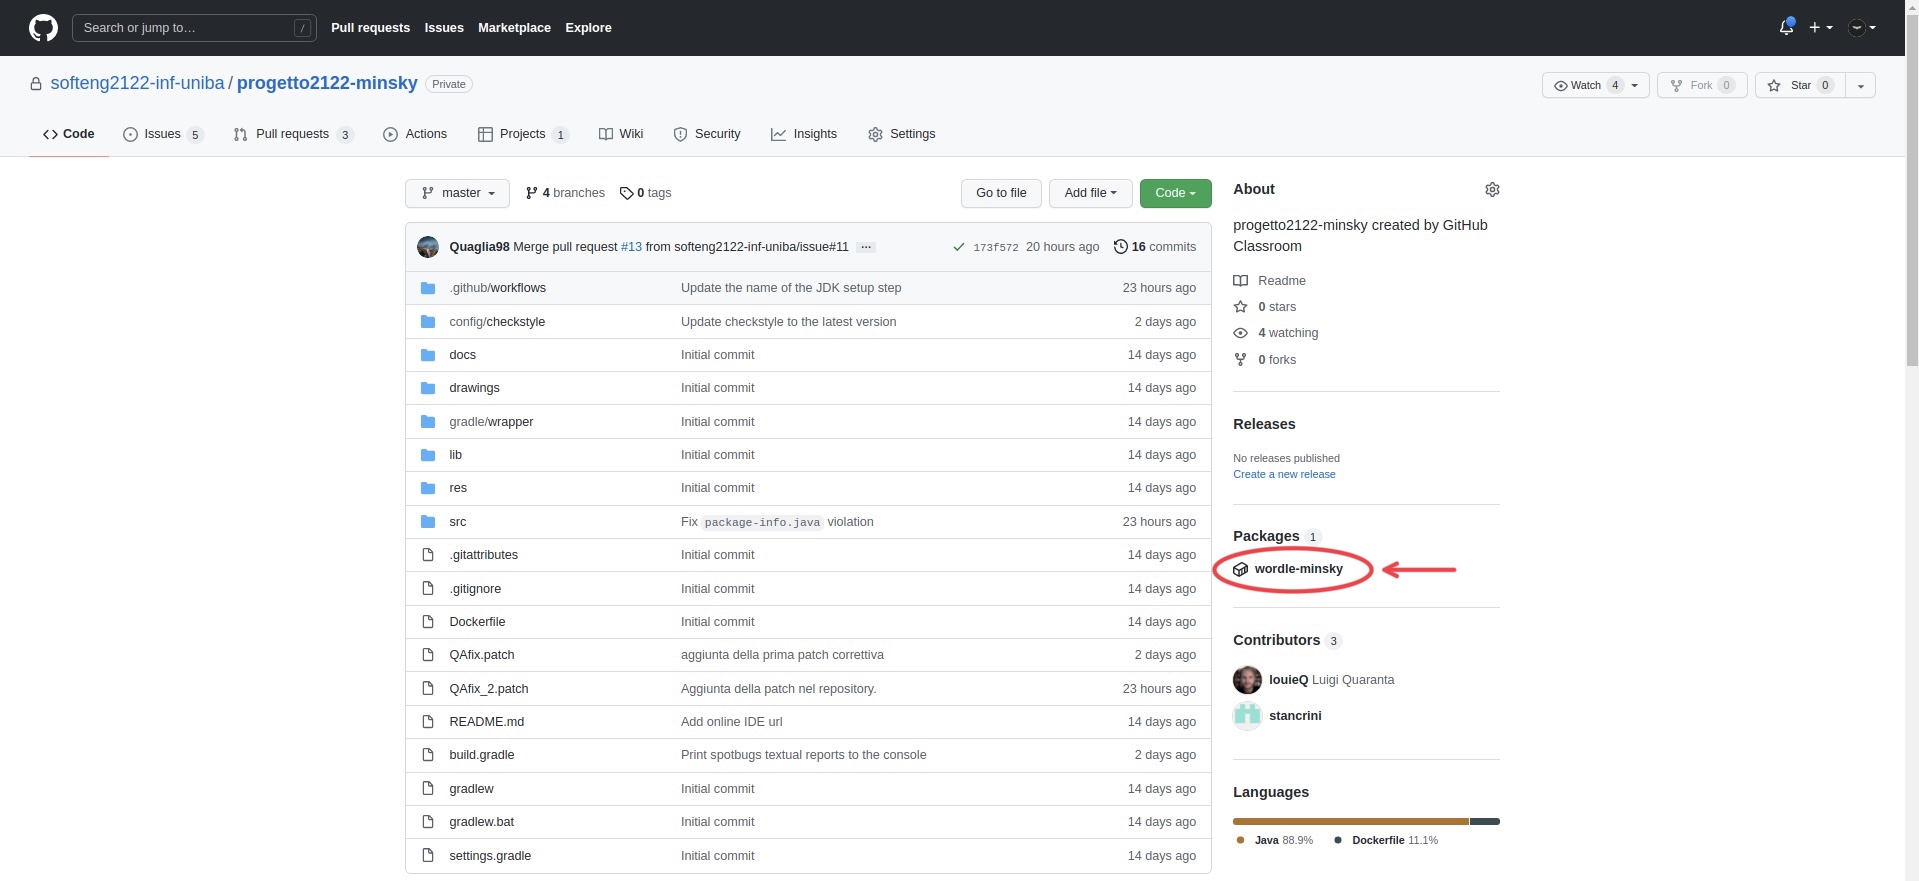 Search or jump to… /
Pull requests Issues Marketplace Explore
softeng2122-inf-uniba / progetto2122-minsky Private
Watch 4 Fork 0 Star 0
Code Issues 5 Pull requests 3 Actions Projects 1 Wiki Security Insights Settings
master 4 branches 0 tags Go to file Add file Code
Quaglia98 Merge pull request #13 from softeng2122-inf-uniba/issue#11 ... 173f572 20 hours ago 16 commits
.github/workflows Update the name of the JDK setup step 23 hours ago
config/checkstyle Update checkstyle to the latest version 2 days ago
docs Initial commit 14 days ago
drawings Initial commit 14 days ago
gradle/wrapper Initial commit 14 days ago
lib Initial commit 14 days ago
res Initial commit 14 days ago
src Fix package-info.java violation 23 hours ago
.gitattributes Initial commit 14 days ago
.gitignore Initial commit 14 days ago
Dockerfile Initial commit 14 days ago
QAfix.patch aggiunta della prima patch correttiva 2 days ago
QAfix_2.patch Aggiunta della patch nel repository. 23 hours ago
README.md Add online IDE url 14 days ago
build.gradle Print spotbugs textual reports to the console 2 days ago
gradlew Initial commit 14 days ago
gradlew.bat Initial commit 14 days ago
settings.gradle Initial commit 14 days ago
About
progetto2122-minsky created by GitHub
Classroom
Readme
0 stars
4 watching
0 forks
Releases
No releases published
Create a new release
Packages 1
wordle-minsky
Contributors 3
louieQ Luigi Quaranta
stancrini
Languages
Java 88.9% Dockerfile 11.1%